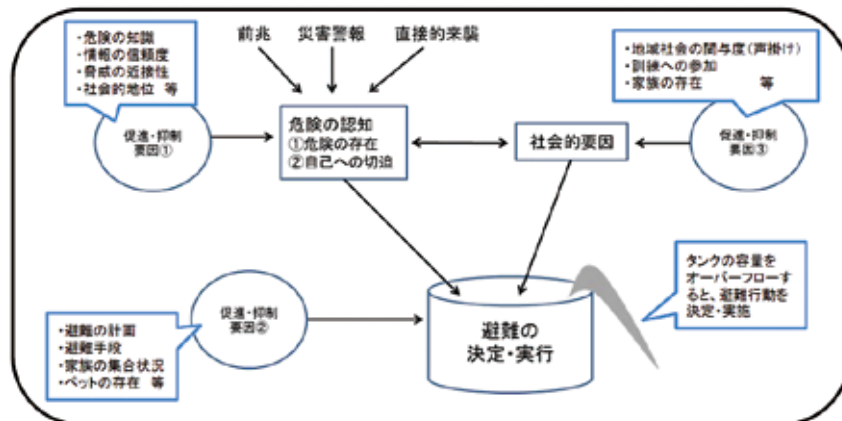 ・危険の知識
・情報の信頼度
・脅威の近接性
・社会的地位 等
促進・抑制
要因①
前兆
災害警報
直接的来襲
危険の認知
①危険の存在
②自己への切迫
社会的要因
・地域社会の関与度(声掛け)
・訓練への参加
・家族の存在 等
促進・抑制
要因③
・避難の計画
・避難手段
・家族の集合状況
・ペットの存在 等
促進・抑制
要因②
避難の
決定・実行
タンクの容量を
オーバーフローす
ると、避難行動を
決定・実施